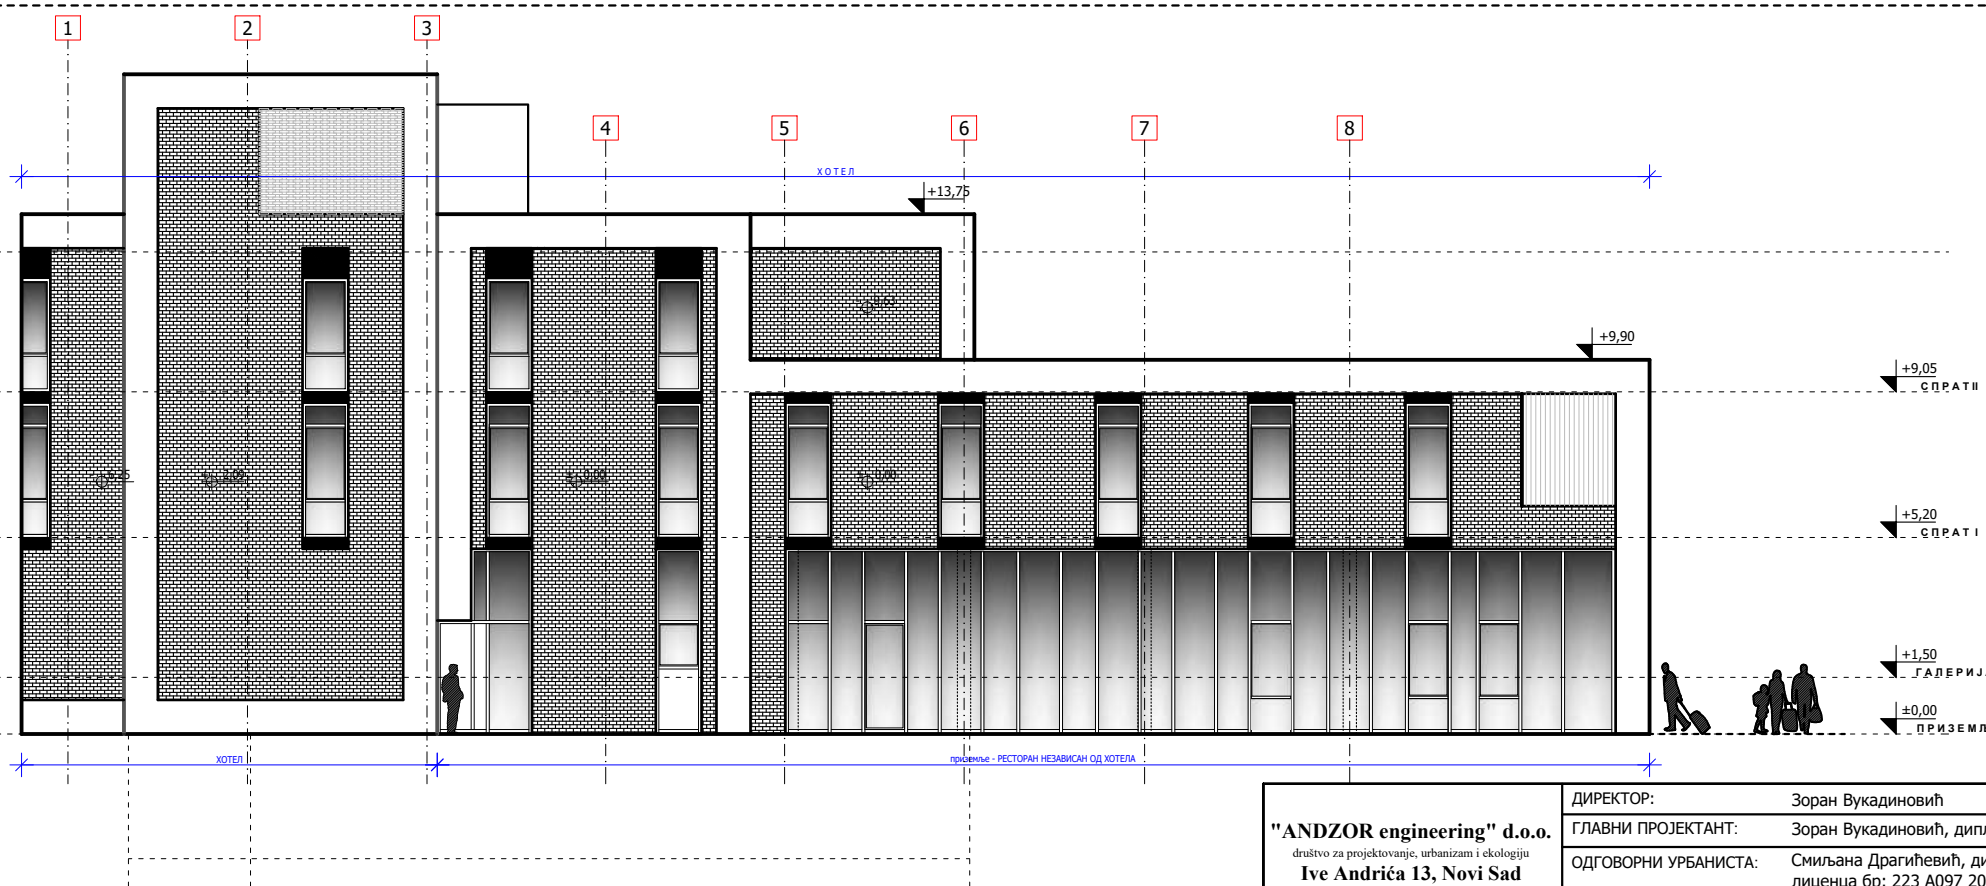 1
2
3
4
5
6
7
8
ХОТЕЛ
+13,75
+9,90
+9,05
СПРАТ II
+5,20
СПРАТ I
+1,50
ГАЛЕРИЈА
±0,00
ПРИЗЕМЉ
ХОТЕЛ
приземље - РЕСТОРАН НЕЗАВИСАН ОД ХОТЕЛА
"ANDZOR engineering" d.o.o.
društvo za projektovanje, urbanizam i ekologiju
Ive Andrića 13, Novi Sad
ДИРЕКТОР: Зоран Вукадиновић
ГЛАВНИ ПРОЈЕКТАНТ: Зоран Вукадиновић, дипл
ОДГОВОРНИ УРБАНИСТА: Смиљана Драгићевић, ди
лиценца бр: 223 А097 20